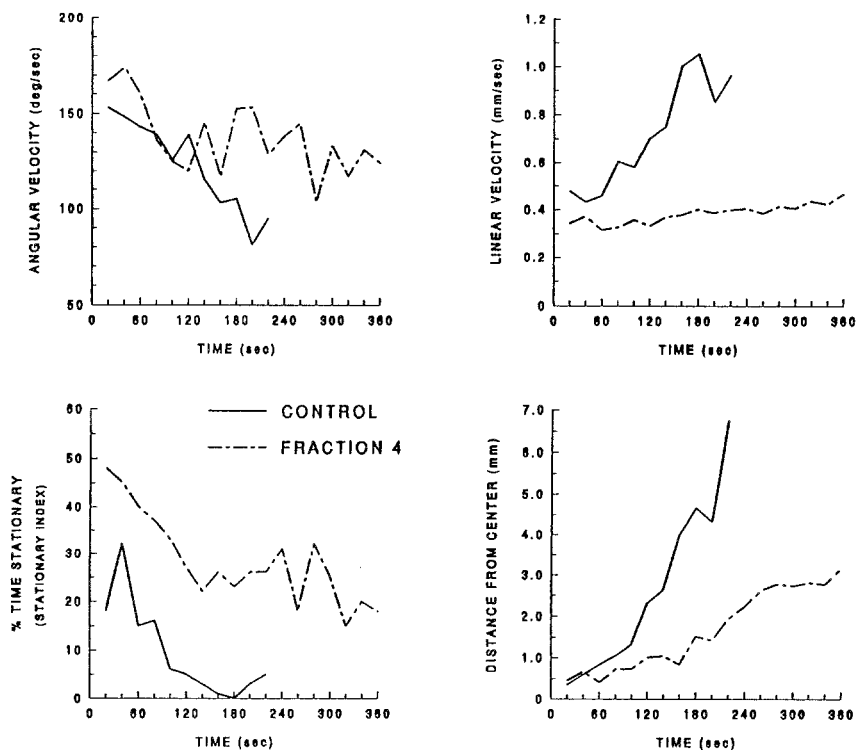 200
150
100
50
ANGULAR VELOCITY (deg/sec)
0 60 120 180 240 300 360
TIME (sec)
1.2
1.0
0.8
0.6
0.4
0.2
0
LINEAR VELOCITY (mm/sec)
0 60 120 180 240 300 360
TIME (sec)
60
50
40
30
20
10
0
% TIME STATIONARY
(STATIONARY INDEX)
CONTROL
FRACTION 4
0 60 120 180 240 300 360
TIME (sec)
7.0
6.0
5.0
4.0
3.0
2.0
1.0
0.0
DISTANCE FROM CENTER (mm)
0 60 120 180 240 300 360
TIME (sec)